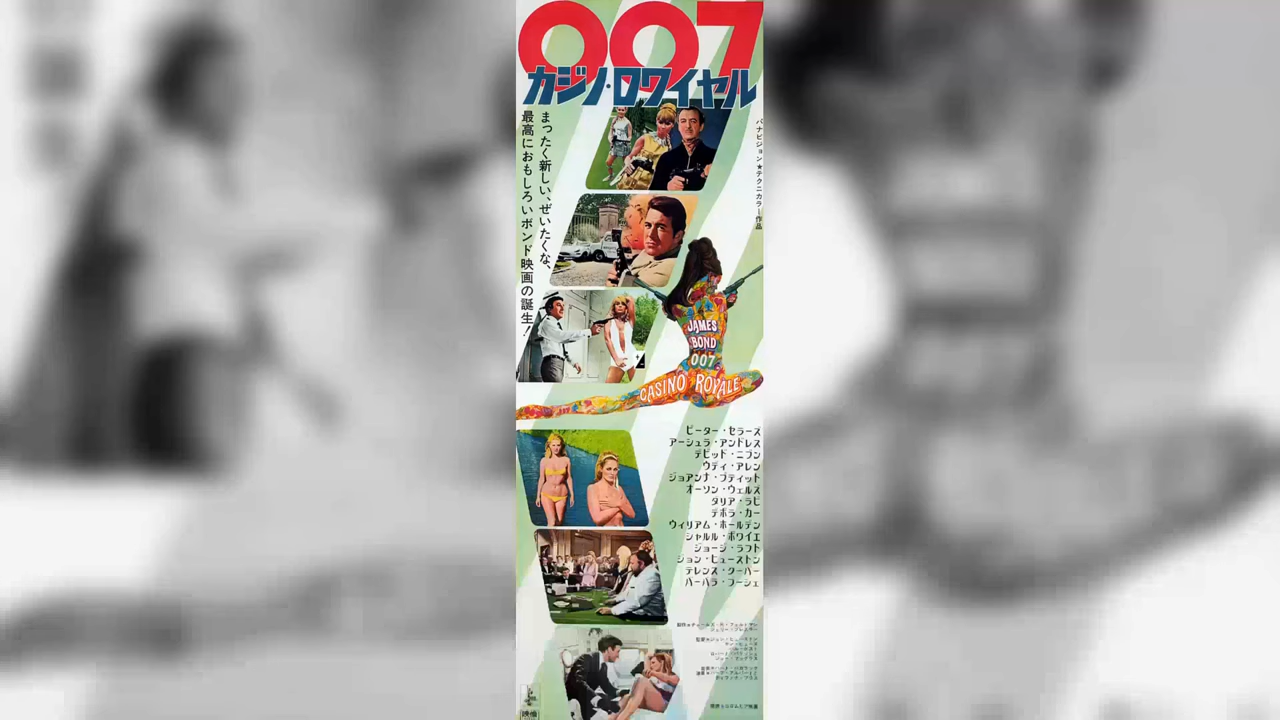 007
カジノ・ロワイヤル
まったく新しい、ぜいたくな、
最高におもしろいボンド映画の誕生!
パナビジョン★テクニカラー作品
JAMES
BOND
007
CASINO ROYALE
ピーター・セラーズ
アーシュラ・アンドレス
デビッド・ニブン
ウディ・アレン
ジョアンナ・プティット
オーソン・ウェルズ
ダリア・ラビ
デボラ・カー
ウィリアム・ホールデン
シャルル・ボワイエ
ジョージ・ラフト
ジョン・ヒューストン
テレンス・クーパー
バーバラ・ブーシェ
映倫